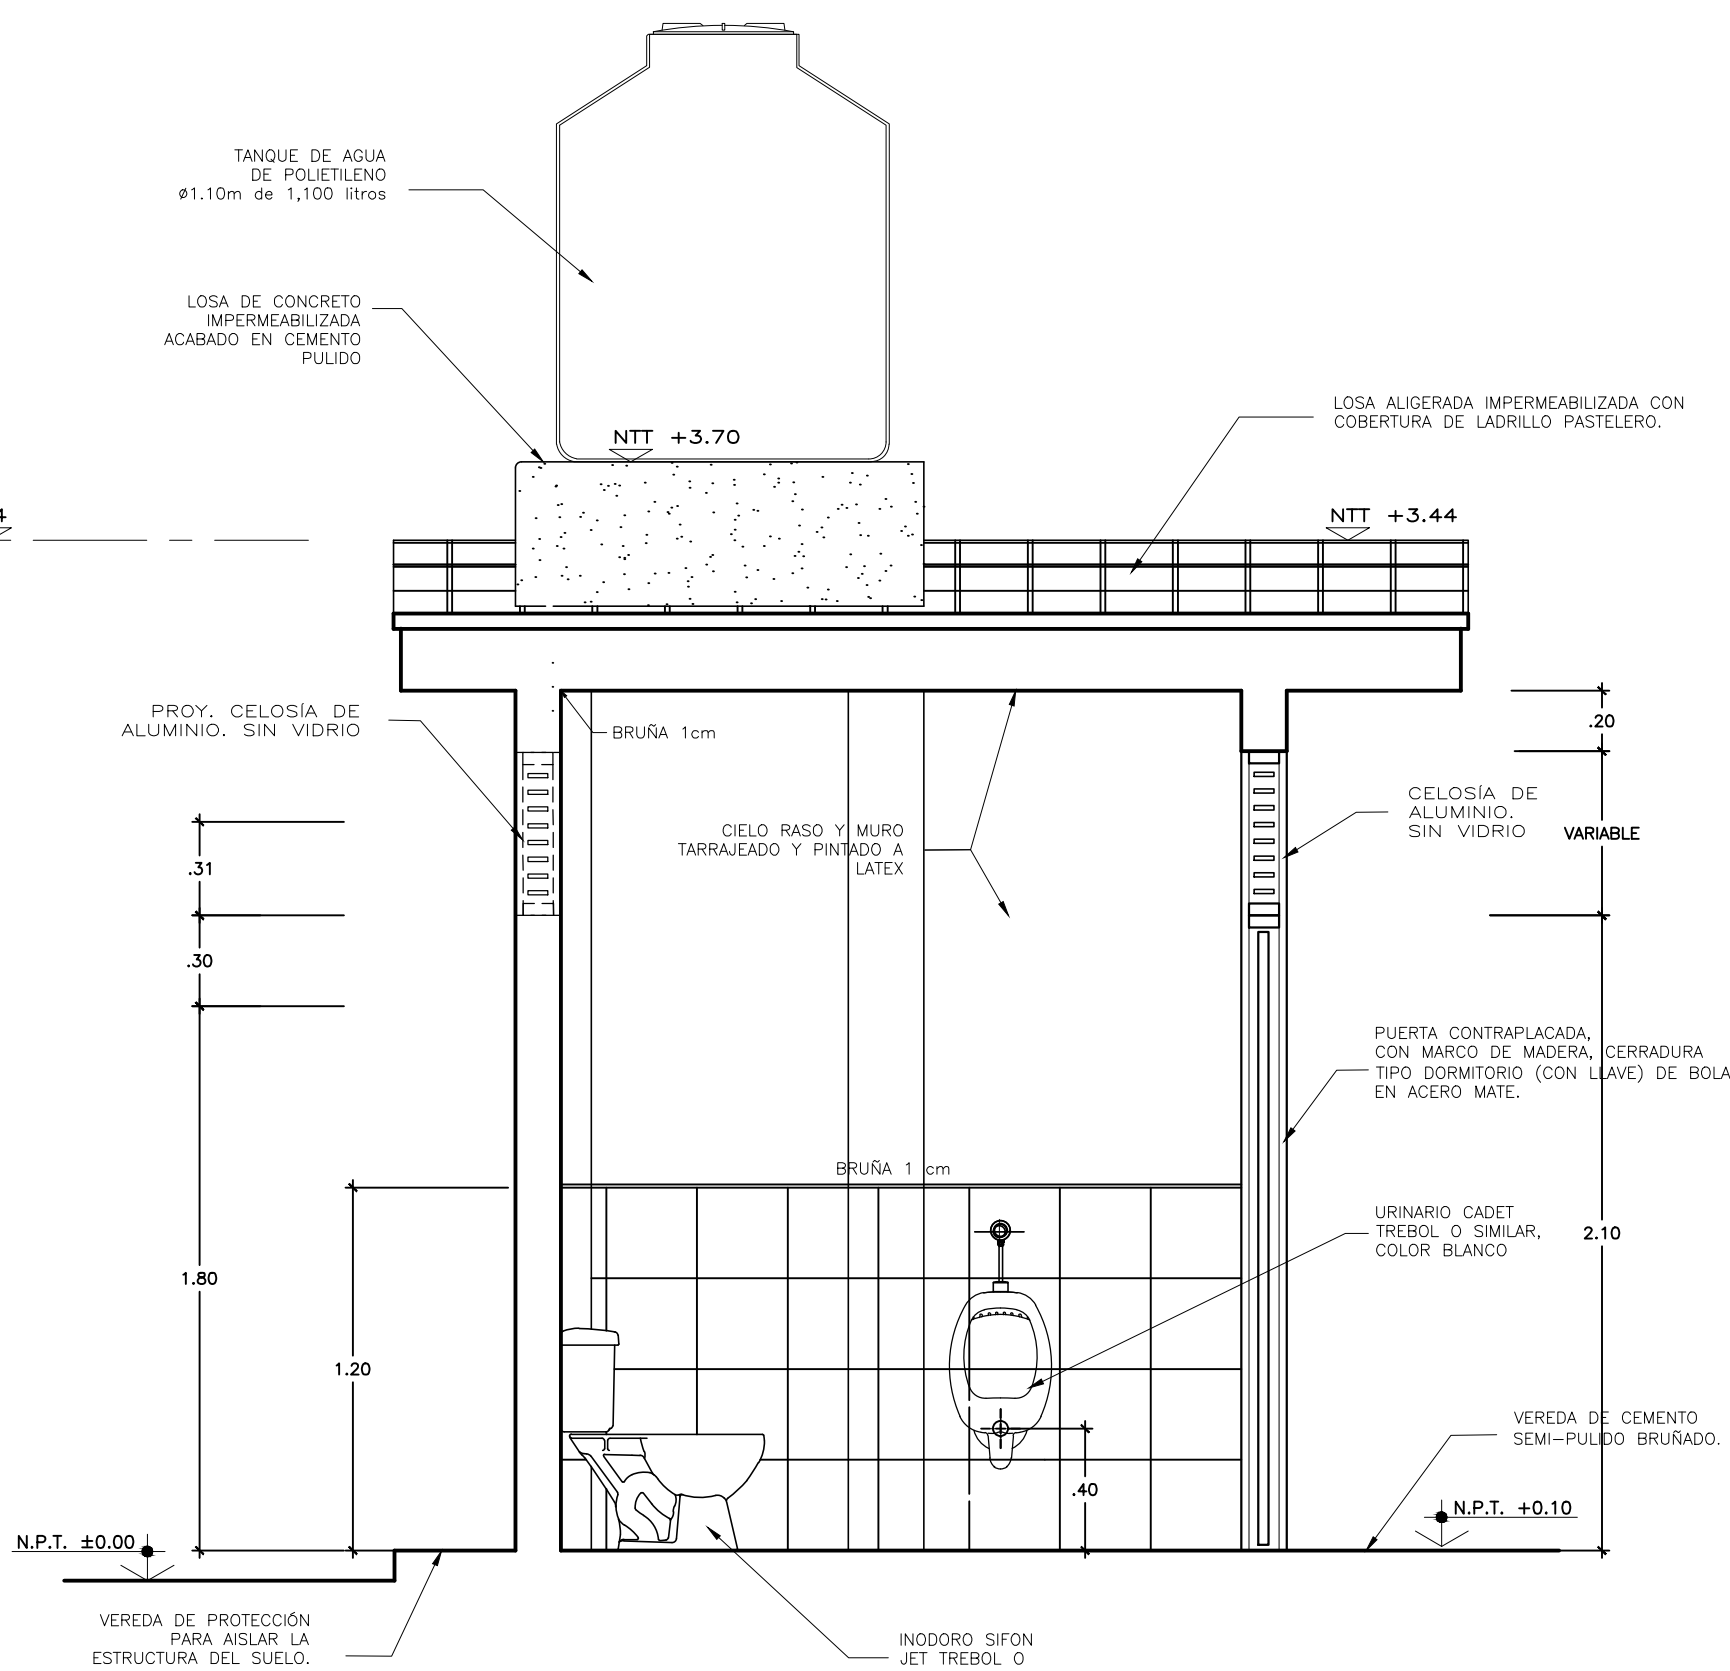 TANQUE DE AGUA
DE POLIETILENO
ø1.10m de 1,100 litros
LOSA DE CONCRETO
IMPERMEABILIZADA
ACABADO EN CEMENTO
PULIDO
LOSA ALIGERADA IMPERMEABILIZADA CON
COBERTURA DE LADRILLO PASTELERO.
NTT +3.70
4
NTT +3.44
PROY. CELOSÍA DE
ALUMINIO. SIN VIDRIO
BRUÑA 1cm
.20
CELOSÍA DE
ALUMINIO.
SIN VIDRIO
VARIABLE
CIELO RASO Y MURO
TARRAJEADO Y PINTADO A
LATEX
.31
.30
PUERTA CONTRAPLACADA,
CON MARCO DE MADERA, CERRADURA
TIPO DORMITORIO (CON LLAVE) DE BOLA
EN ACERO MATE.
BRUÑA 1 cm
URINARIO CADET
TREBOL O SIMILAR,
COLOR BLANCO
2.10
1.80
1.20
VEREDA DE CEMENTO
SEMI-PULIDO BRUÑADO.
.40
N.P.T. +0.10
N.P.T. ±0.00
VEREDA DE PROTECCIÓN
PARA AISLAR LA
ESTRUCTURA DEL SUELO.
INODORO SIFON
JET TREBOL O